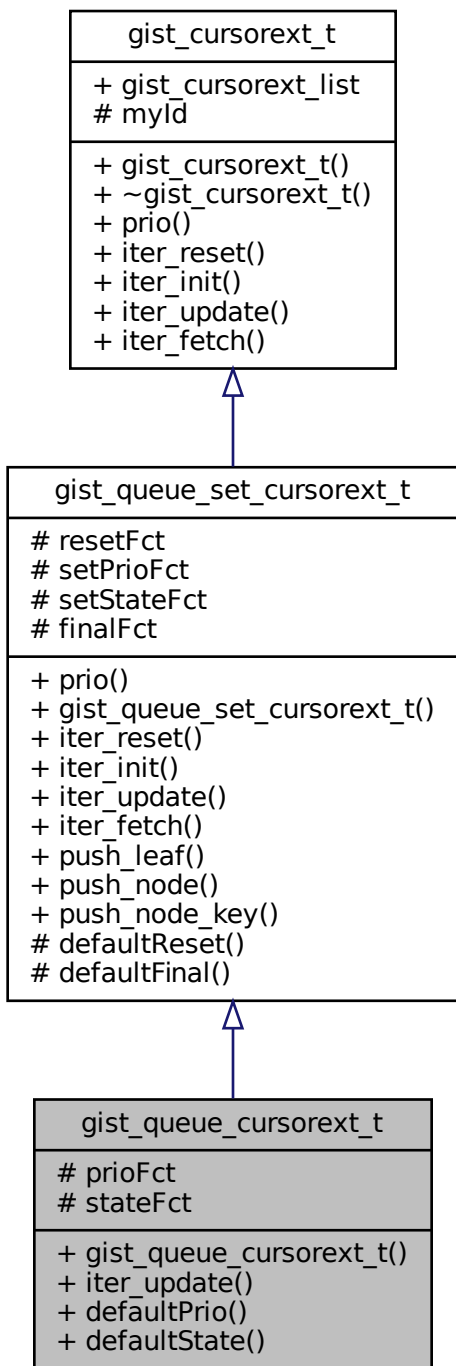 gist_cursorext_t
+ gist_cursorext_list
# myId
+ gist_cursorext_t()
+ ~gist_cursorext_t()
+ prio()
+ iter_reset()
+ iter_init()
+ iter_update()
+ iter_fetch()
gist_queue_set_cursorext_t
# resetFct
# setPrioFct
# setStateFct
# finalFct
+ prio()
+ gist_queue_set_cursorext_t()
+ iter_reset()
+ iter_init()
+ iter_update()
+ iter_fetch()
+ push_leaf()
+ push_node()
+ push_node_key()
# defaultReset()
# defaultFinal()
gist_queue_cursorext_t
# prioFct
# stateFct
+ gist_queue_cursorext_t()
+ iter_update()
+ defaultPrio()
+ defaultState()